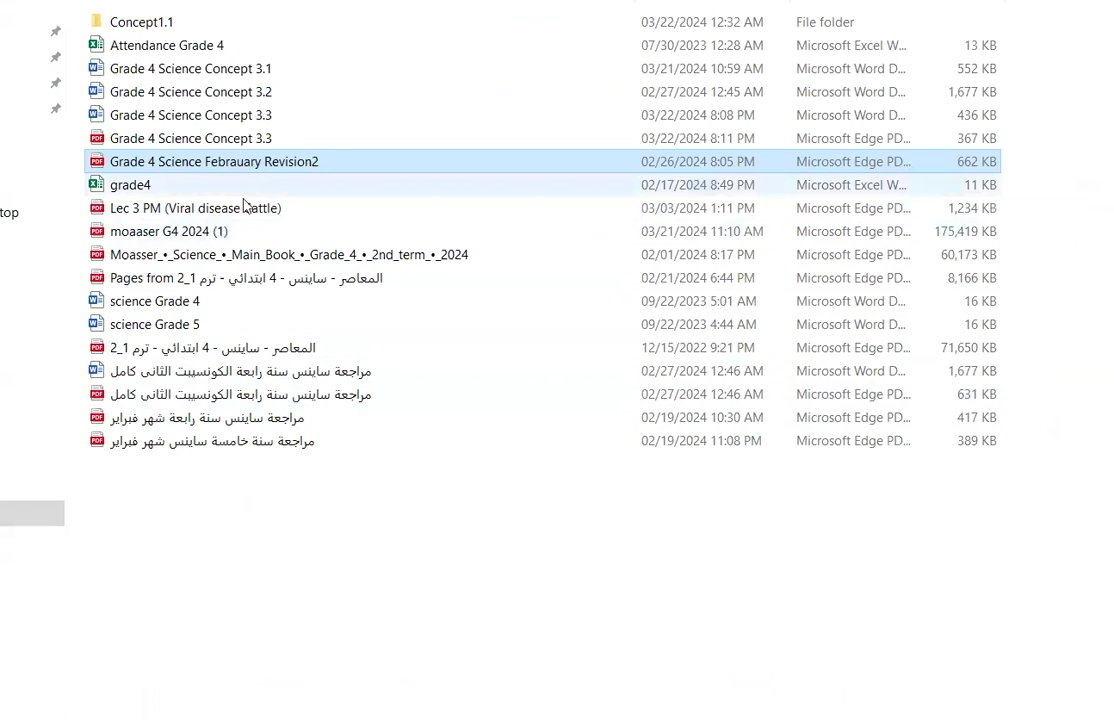 Concept1.1 03/22/2024 12:32 AM File folder
Attendance Grade 4 07/30/2023 12:28 AM Microsoft Excel W... 13 KB
Grade 4 Science Concept 3.1 03/21/2024 10:59 AM Microsoft Word D... 552 KB
Grade 4 Science Concept 3.2 02/27/2024 12:45 AM Microsoft Word D... 1,677 KB
Grade 4 Science Concept 3.3 03/22/2024 8:08 PM Microsoft Word D... 436 KB
Grade 4 Science Concept 3.3 03/22/2024 8:11 PM Microsoft Edge PD... 367 KB
Grade 4 Science Febrauary Revision2 02/26/2024 8:05 PM Microsoft Edge PD... 662 KB
grade4 02/17/2024 8:49 PM Microsoft Excel W... 11 KB
top Lec 3 PM (Viral disease attle) 03/03/2024 1:11 PM Microsoft Edge PD... 1,234 KB
moaaser G4 2024 (1) 03/21/2024 11:10 AM Microsoft Edge PD... 175,419 KB
Moasser_•_Science_•_Main_Book_•_Grade_4_•_2nd_term_•_2024 02/01/2024 8:17 PM Microsoft Edge PD... 60,173 KB
Pages from 2_1 المعاصر - ساينس - 4 ابتدائي - ترم 02/21/2024 6:44 PM Microsoft Edge PD... 8,166 KB
science Grade 4 09/22/2023 5:01 AM Microsoft Word D... 16 KB
science Grade 5 09/22/2023 4:44 AM Microsoft Word D... 16 KB
المعاصر - ساينس - 4 ابتدائي - ترم 2_1 12/15/2022 9:21 PM Microsoft Edge PD... 71,650 KB
مراجعة ساينس سنة رابعة الكونسيبت الثانى كامل 02/27/2024 12:46 AM Microsoft Word D... 1,677 KB
مراجعة ساينس سنة رابعة الكونسيبت الثانى كامل 02/27/2024 12:46 AM Microsoft Edge PD... 631 KB
مراجعة ساينس سنة رابعة شهر فبراير 02/19/2024 10:30 AM Microsoft Edge PD... 417 KB
مراجعة سنة خامسة ساينس شهر فبراير 02/19/2024 11:08 PM Microsoft Edge PD... 389 KB